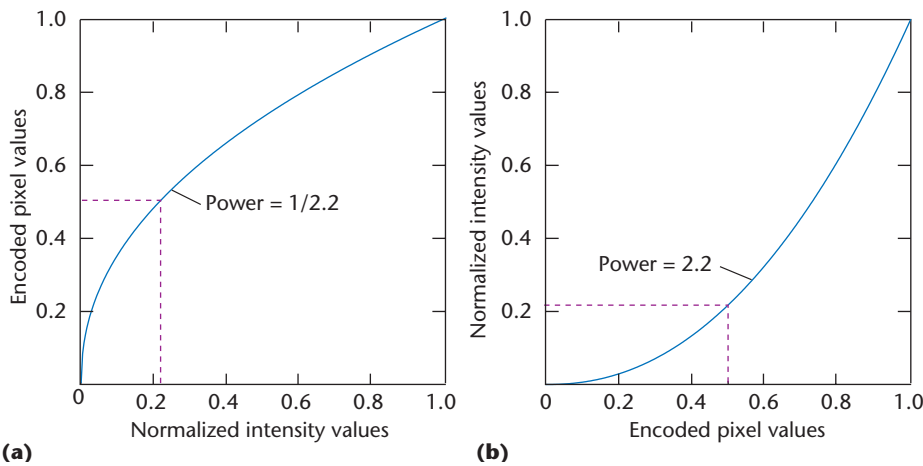 1.0
0.8
0.6
0.4
0.2
0
0.2
0.4
0.6
0.8
1.0
Encoded pixel values
Normalized intensity values
Power = 1/2.2
(a)
1.0
0.8
0.6
0.4
0.2
0
0.2
0.4
0.6
0.8
1.0
Normalized intensity values
Encoded pixel values
Power = 2.2
(b)